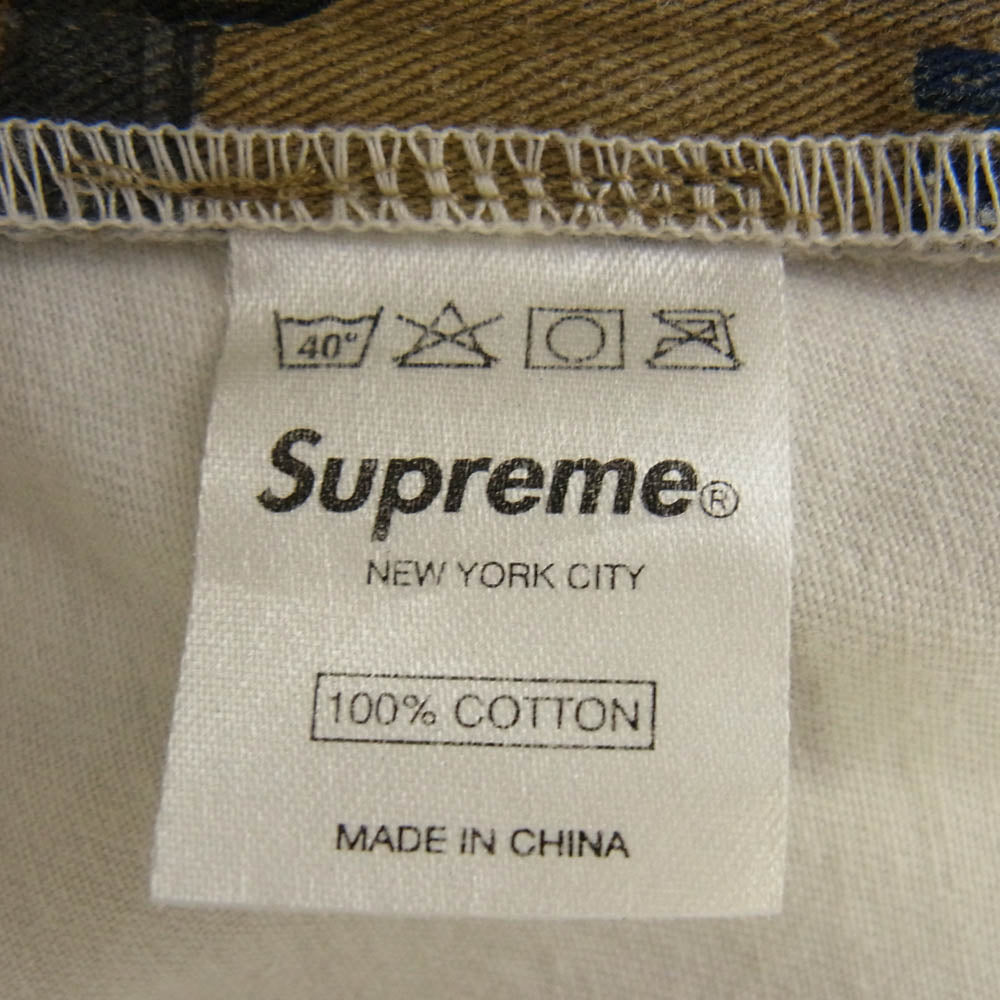 40°
Supreme®
NEW YORK CITY
100% COTTON
MADE IN CHINA